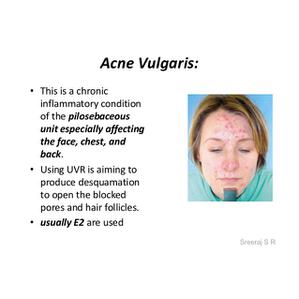 Acne Vulgaris:
• This is a chronic
inflammatory condition
of the pilosebaceous
unit especially affecting
the face, chest, and
back.
• Using UVR is aiming to
produce desquamation
to open the blocked
pores and hair follicles.
• usually E2 are used
Sreeraj S R